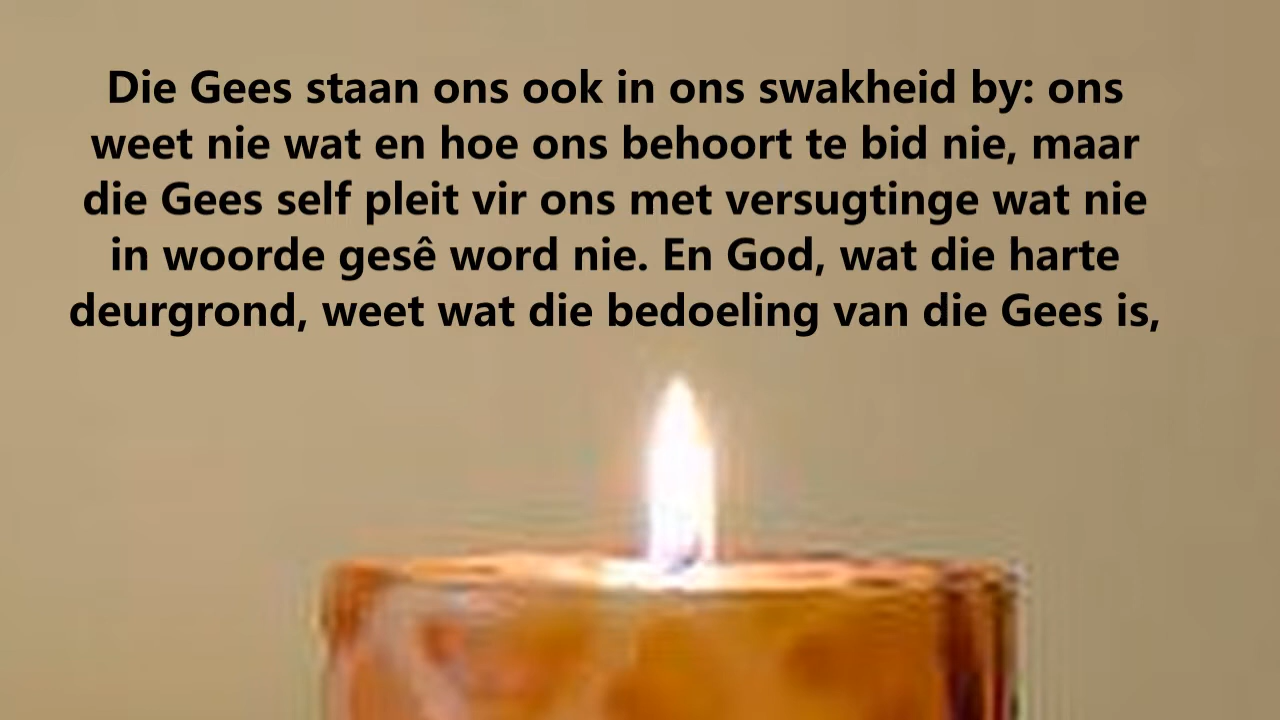 Die Gees staan ons ook in ons swakheid by: ons
weet nie wat en hoe ons behoort te bid nie, maar
die Gees self pleit vir ons met versugtinge wat nie
in woorde gesê word nie. En God, wat die harte
deurgrond, weet wat die bedoeling van die Gees is,